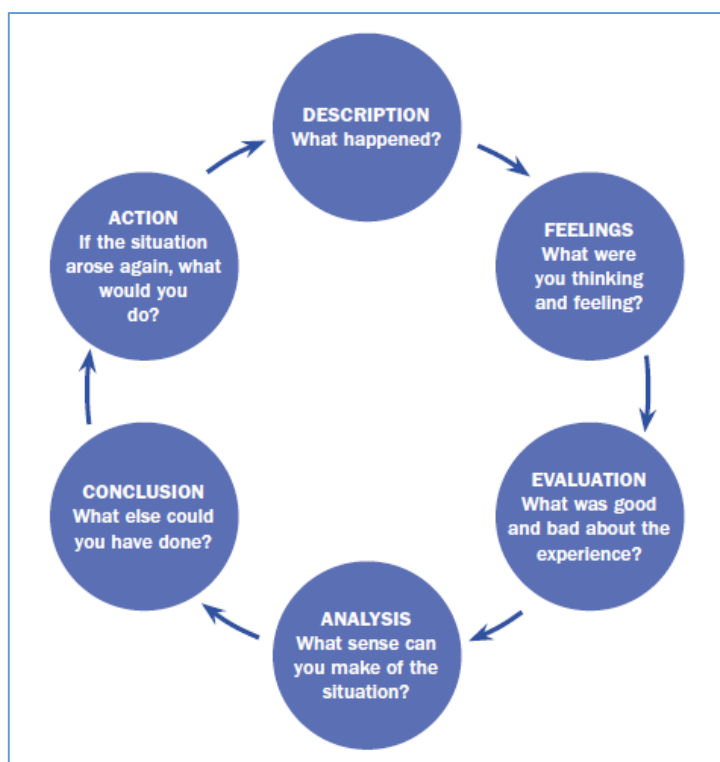 DESCRIPTION
What happened?
FEELINGS
What were
you thinking
and feeling?
EVALUATION
What was good
and bad about the
experience?
ANALYSIS
What sense can
you make of the
situation?
CONCLUSION
What else could
you have done?
ACTION
If the situation
arose again, what
would you
do?